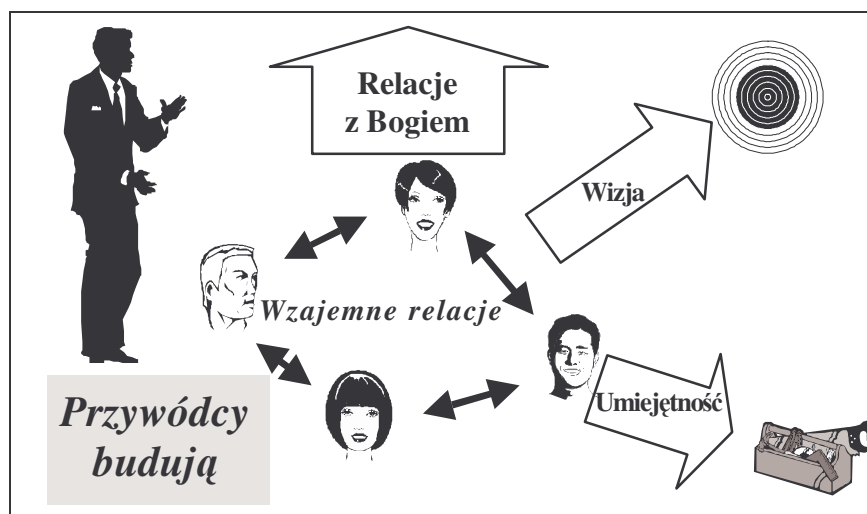 Relacje
z Bogiem
Wizja
Wzajemne relacje
Umiejętność
Przywódcy
budują